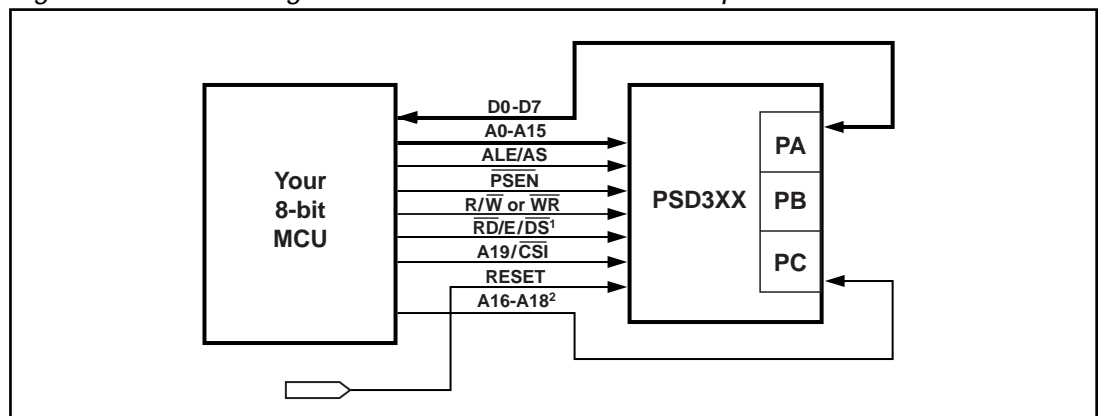 D0-D7
A0-A15
ALE/AS
PSEN
R/W or WR
RD/E/DS¹
A19/CSI
RESET
A16-A18²
Your
8-bit
MCU
PSD3XX
PA
PB
PC